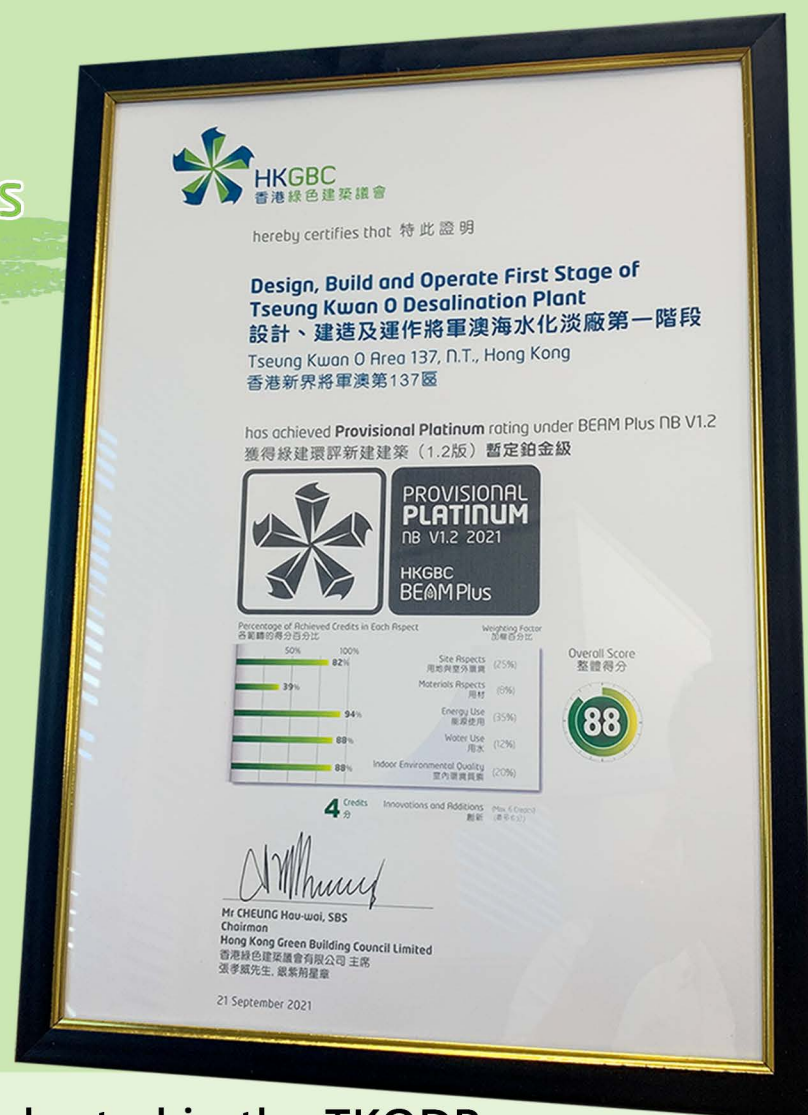 s
HKGBC
香港綠色建築議會
hereby certifies that 特此證明
Design, Build and Operate First Stage of
Tseung Kwan O Desalination Plant
設計、建造及運作將軍澳海水化淡廠第一階段
Tseung Kwan O Area 137, N.T., Hong Kong
香港新界將軍澳第137區
has achieved Provisional Platinum rating under BEAM Plus NB V1.2
獲得綠建環評新建建築（1.2版）暫定鉑金級
PROVISIONAL
PLATINUM
NB V1.2 2021
HKGBC
BEAM Plus
Percentage of Achieved Credits in Each Aspect
各範疇的得分百分比
Weighting Factor
加權百分比
50% 100%
82% Site Aspects (25%)
用地與室外環境
39% Materials Aspects (8%)
用材
94% Energy Use (35%)
能源使用
88% Water Use (12%)
用水
88% Indoor Environmental Quality (20%)
室內環境質素
Overall Score
整體得分
88
4 Credits Innovations and Additions (Max 6 Credits)
分 創新
Mr CHEUNG Hau-wai, SBS
Chairman
Hong Kong Green Building Council Limited
香港綠色建築議會有限公司 主席
張孝威先生, 銀紫荊星章
21 September 2021
in the TKODP